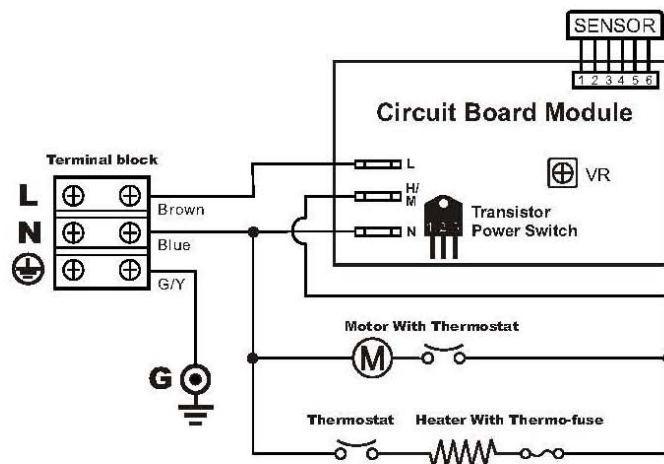 SENSOR
1 2 3 4 5 6
Circuit Board Module
Terminal block
L
H/
M
N
VR
Transistor
Power Switch
1 2 3
L
N
Brown
Blue
G/Y
G
Motor With Thermostat
M
Thermostat
Heater With Thermo-fuse